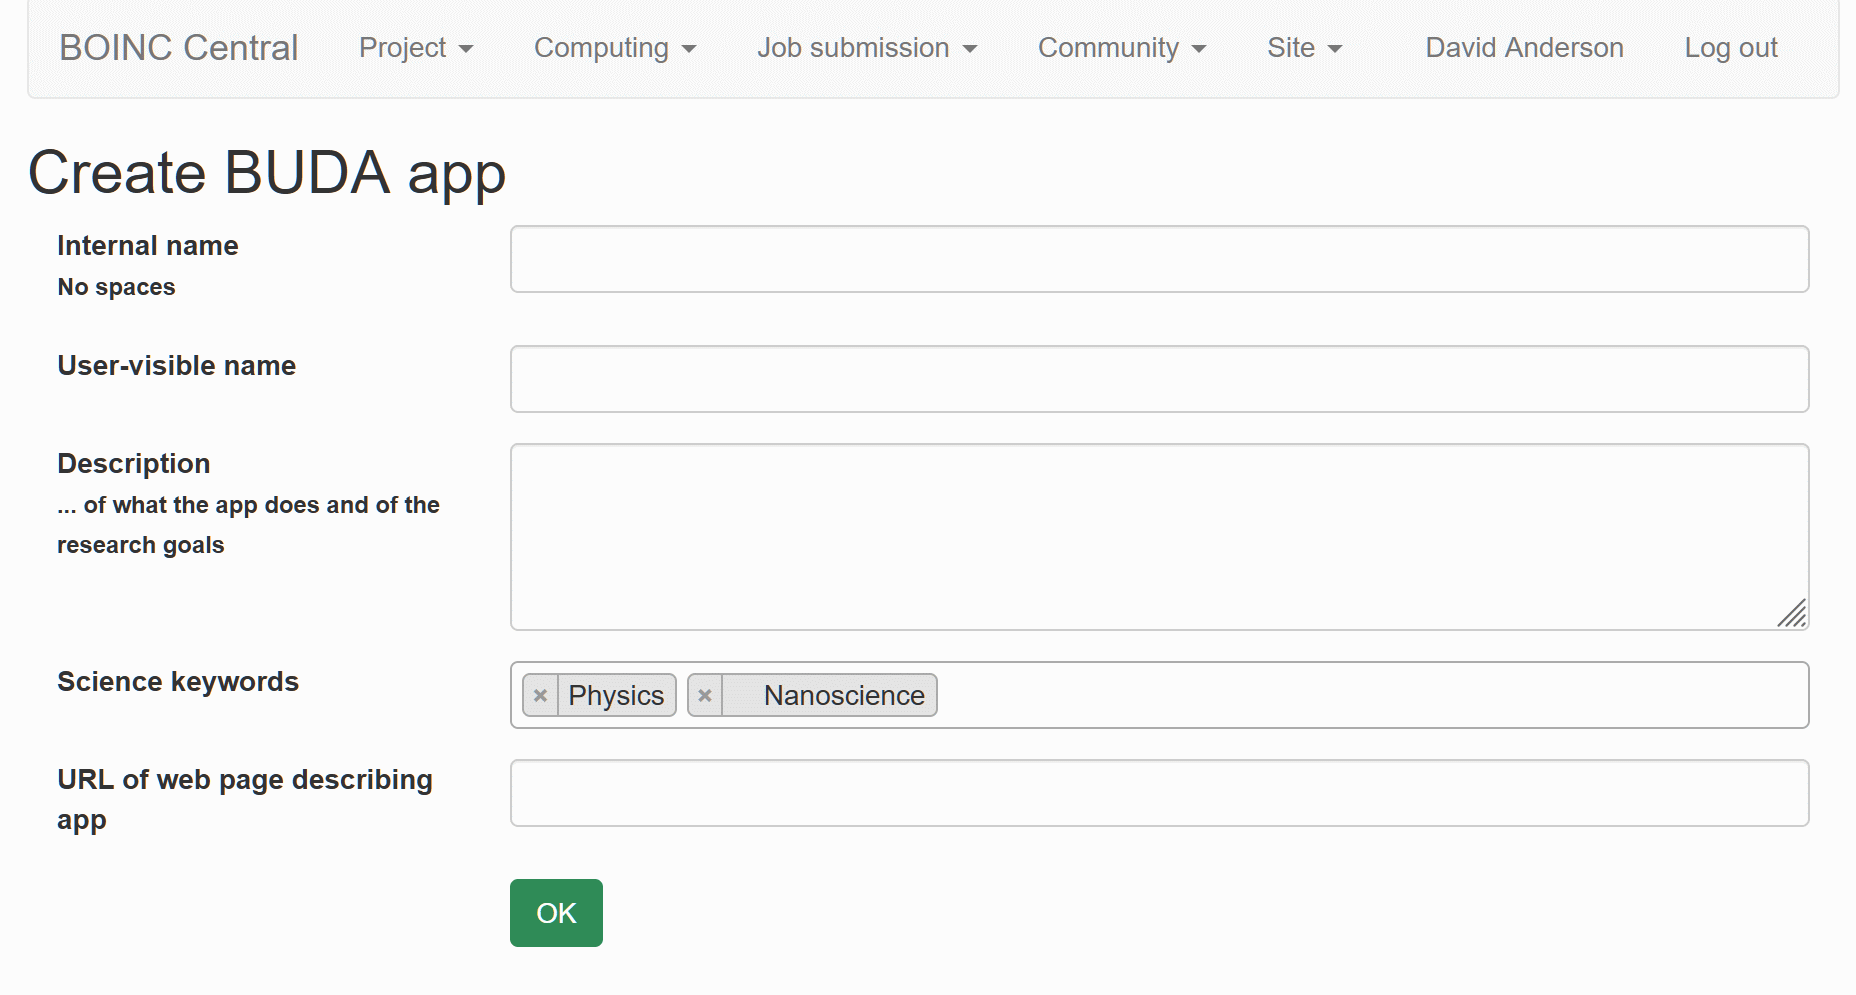 BOINC Central Project Computing Job submission Community Site David Anderson Log out
Create BUDA app
Internal name
No spaces
User-visible name
Description
... of what the app does and of the
research goals
Science keywords
× Physics × Nanoscience
URL of web page describing
app
OK